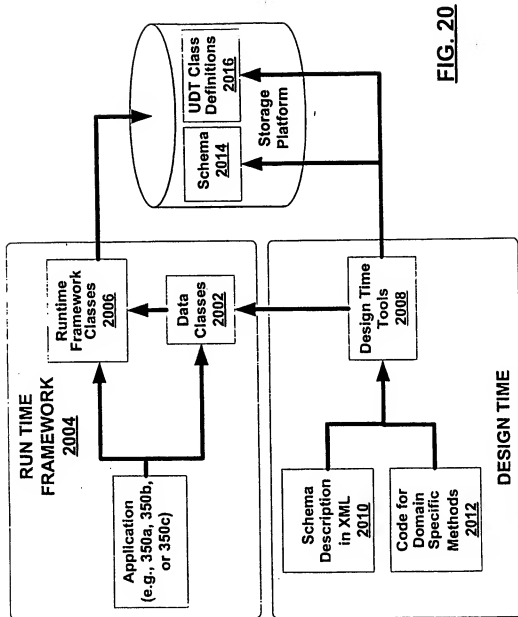 RUN TIME
FRAMEWORK
2004
Application
(e.g., 350a, 350b,
or 350c)
Runtime
Framework
Classes
2006
Data
Classes
2002
Schema
2014
UDT Class
Definitions
2016
Storage
Platform
Schema
Description
in XML
2010
Code for
Domain
Specific
Methods
2012
Design Time
Tools
2008
DESIGN TIME
FIG. 20